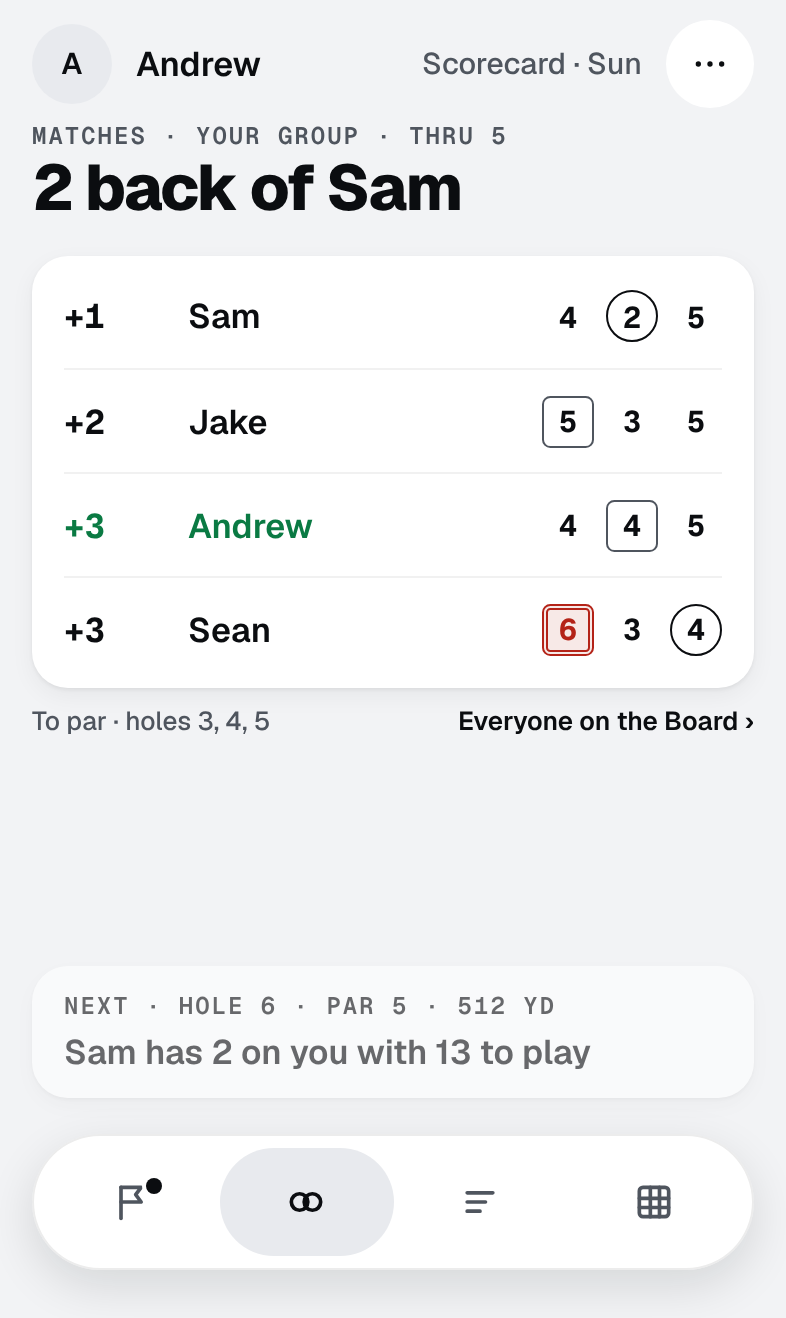 A Andrew Scorecard · Sun
MATCHES · YOUR GROUP · THRU 5
2 back of Sam
+1 Sam 4 2 5
+2 Jake 5 3 5
+3 Andrew 4 4 5
+3 Sean 6 3 4
To par · holes 3, 4, 5 Everyone on the Board ›
NEXT · HOLE 6 · PAR 5 · 512 YD
Sam has 2 on you with 13 to play